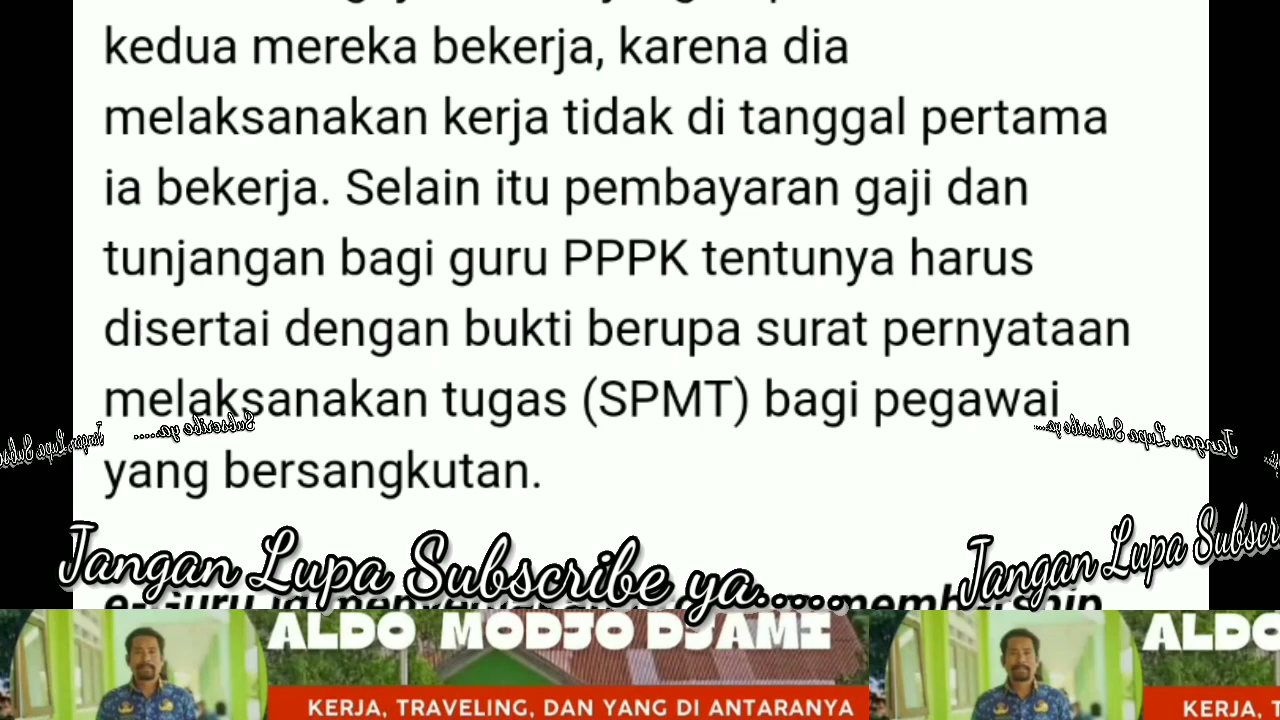 kedua mereka bekerja, karena dia
melaksanakan kerja tidak di tanggal pertama
ia bekerja. Selain itu pembayaran gaji dan
tunjangan bagi guru PPPK tentunya harus
disertai dengan bukti berupa surat pernyataan
melaksanakan tugas (SPMT) bagi pegawai
yang bersangkutan.
Jangan Lupa Subscribe ya......
Jangan Lupa Subscr
Jangan Lupa Subscribe ya......
Jangan Lupa Subscribe ya......
ALDO MODJO DJAMI
KERJA, TRAVELING, DAN YANG DI ANTARANYA
ALDO
KERJA,